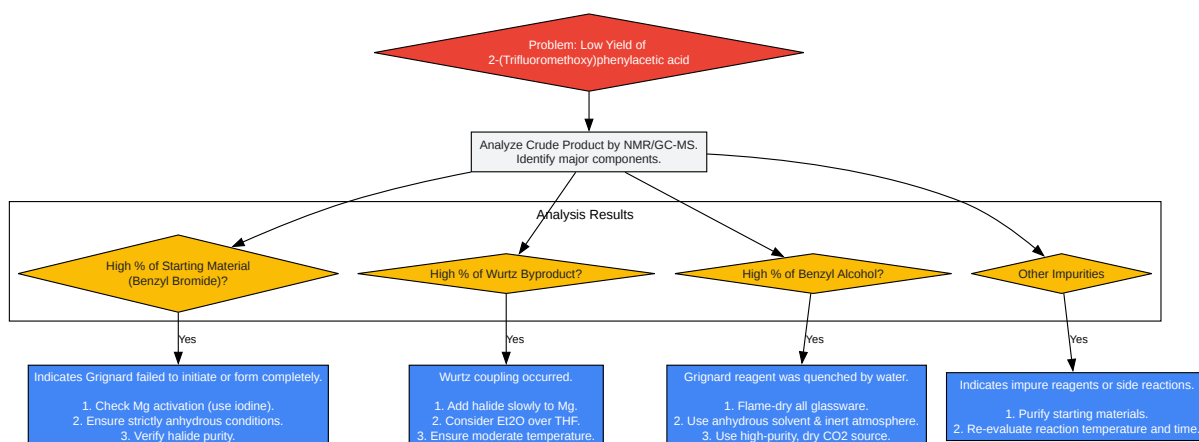 Problem: Low Yield of
2-(Trifluoromethoxy)phenylacetic acid
Analyze Crude Product by NMR/GC-MS.
Identify major components.
Analysis Results
High % of Starting Material
(Benzyl Bromide)?
High % of Wurtz Byproduct?
High % of Benzyl Alcohol?
Other Impurities
Yes
Yes
Yes
Yes
Indicates Grignard failed to initiate or form completely.
1. Check Mg activation (use iodine).
2. Ensure strictly anhydrous conditions.
3. Verify halide purity.
Wurtz coupling occurred.
1. Add halide slowly to Mg.
2. Consider Et2O over THF.
3. Ensure moderate temperature.
Grignard reagent was quenched by water.
1. Flame-dry all glassware.
2. Use anhydrous solvent & inert atmosphere.
3. Use high-purity, dry CO2 source.
Indicates impure reagents or side reactions.
1. Purify starting materials.
2. Re-evaluate reaction temperature and time.